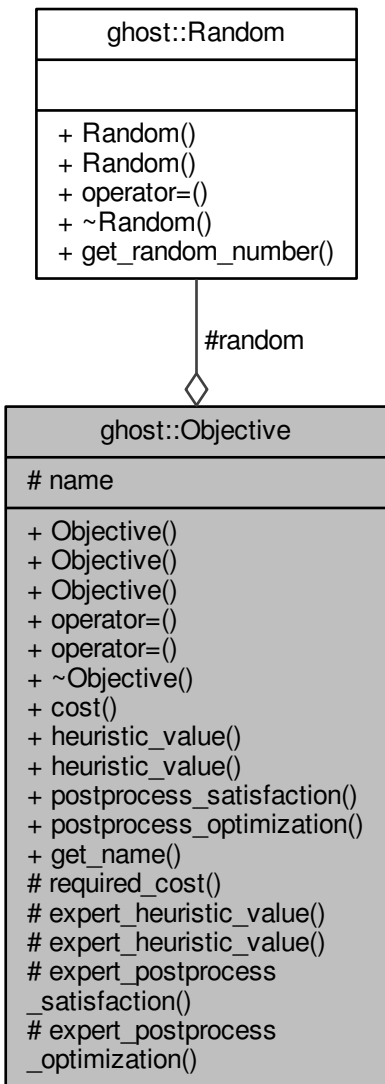 ghost::Random
+ Random()
+ Random()
+ operator=()
+ ~Random()
+ get_random_number()
#random
ghost::Objective
# name
+ Objective()
+ Objective()
+ Objective()
+ operator=()
+ operator=()
+ ~Objective()
+ cost()
+ heuristic_value()
+ heuristic_value()
+ postprocess_satisfaction()
+ postprocess_optimization()
+ get_name()
# required_cost()
# expert_heuristic_value()
# expert_heuristic_value()
# expert_postprocess
_satisfaction()
# expert_postprocess
_optimization()